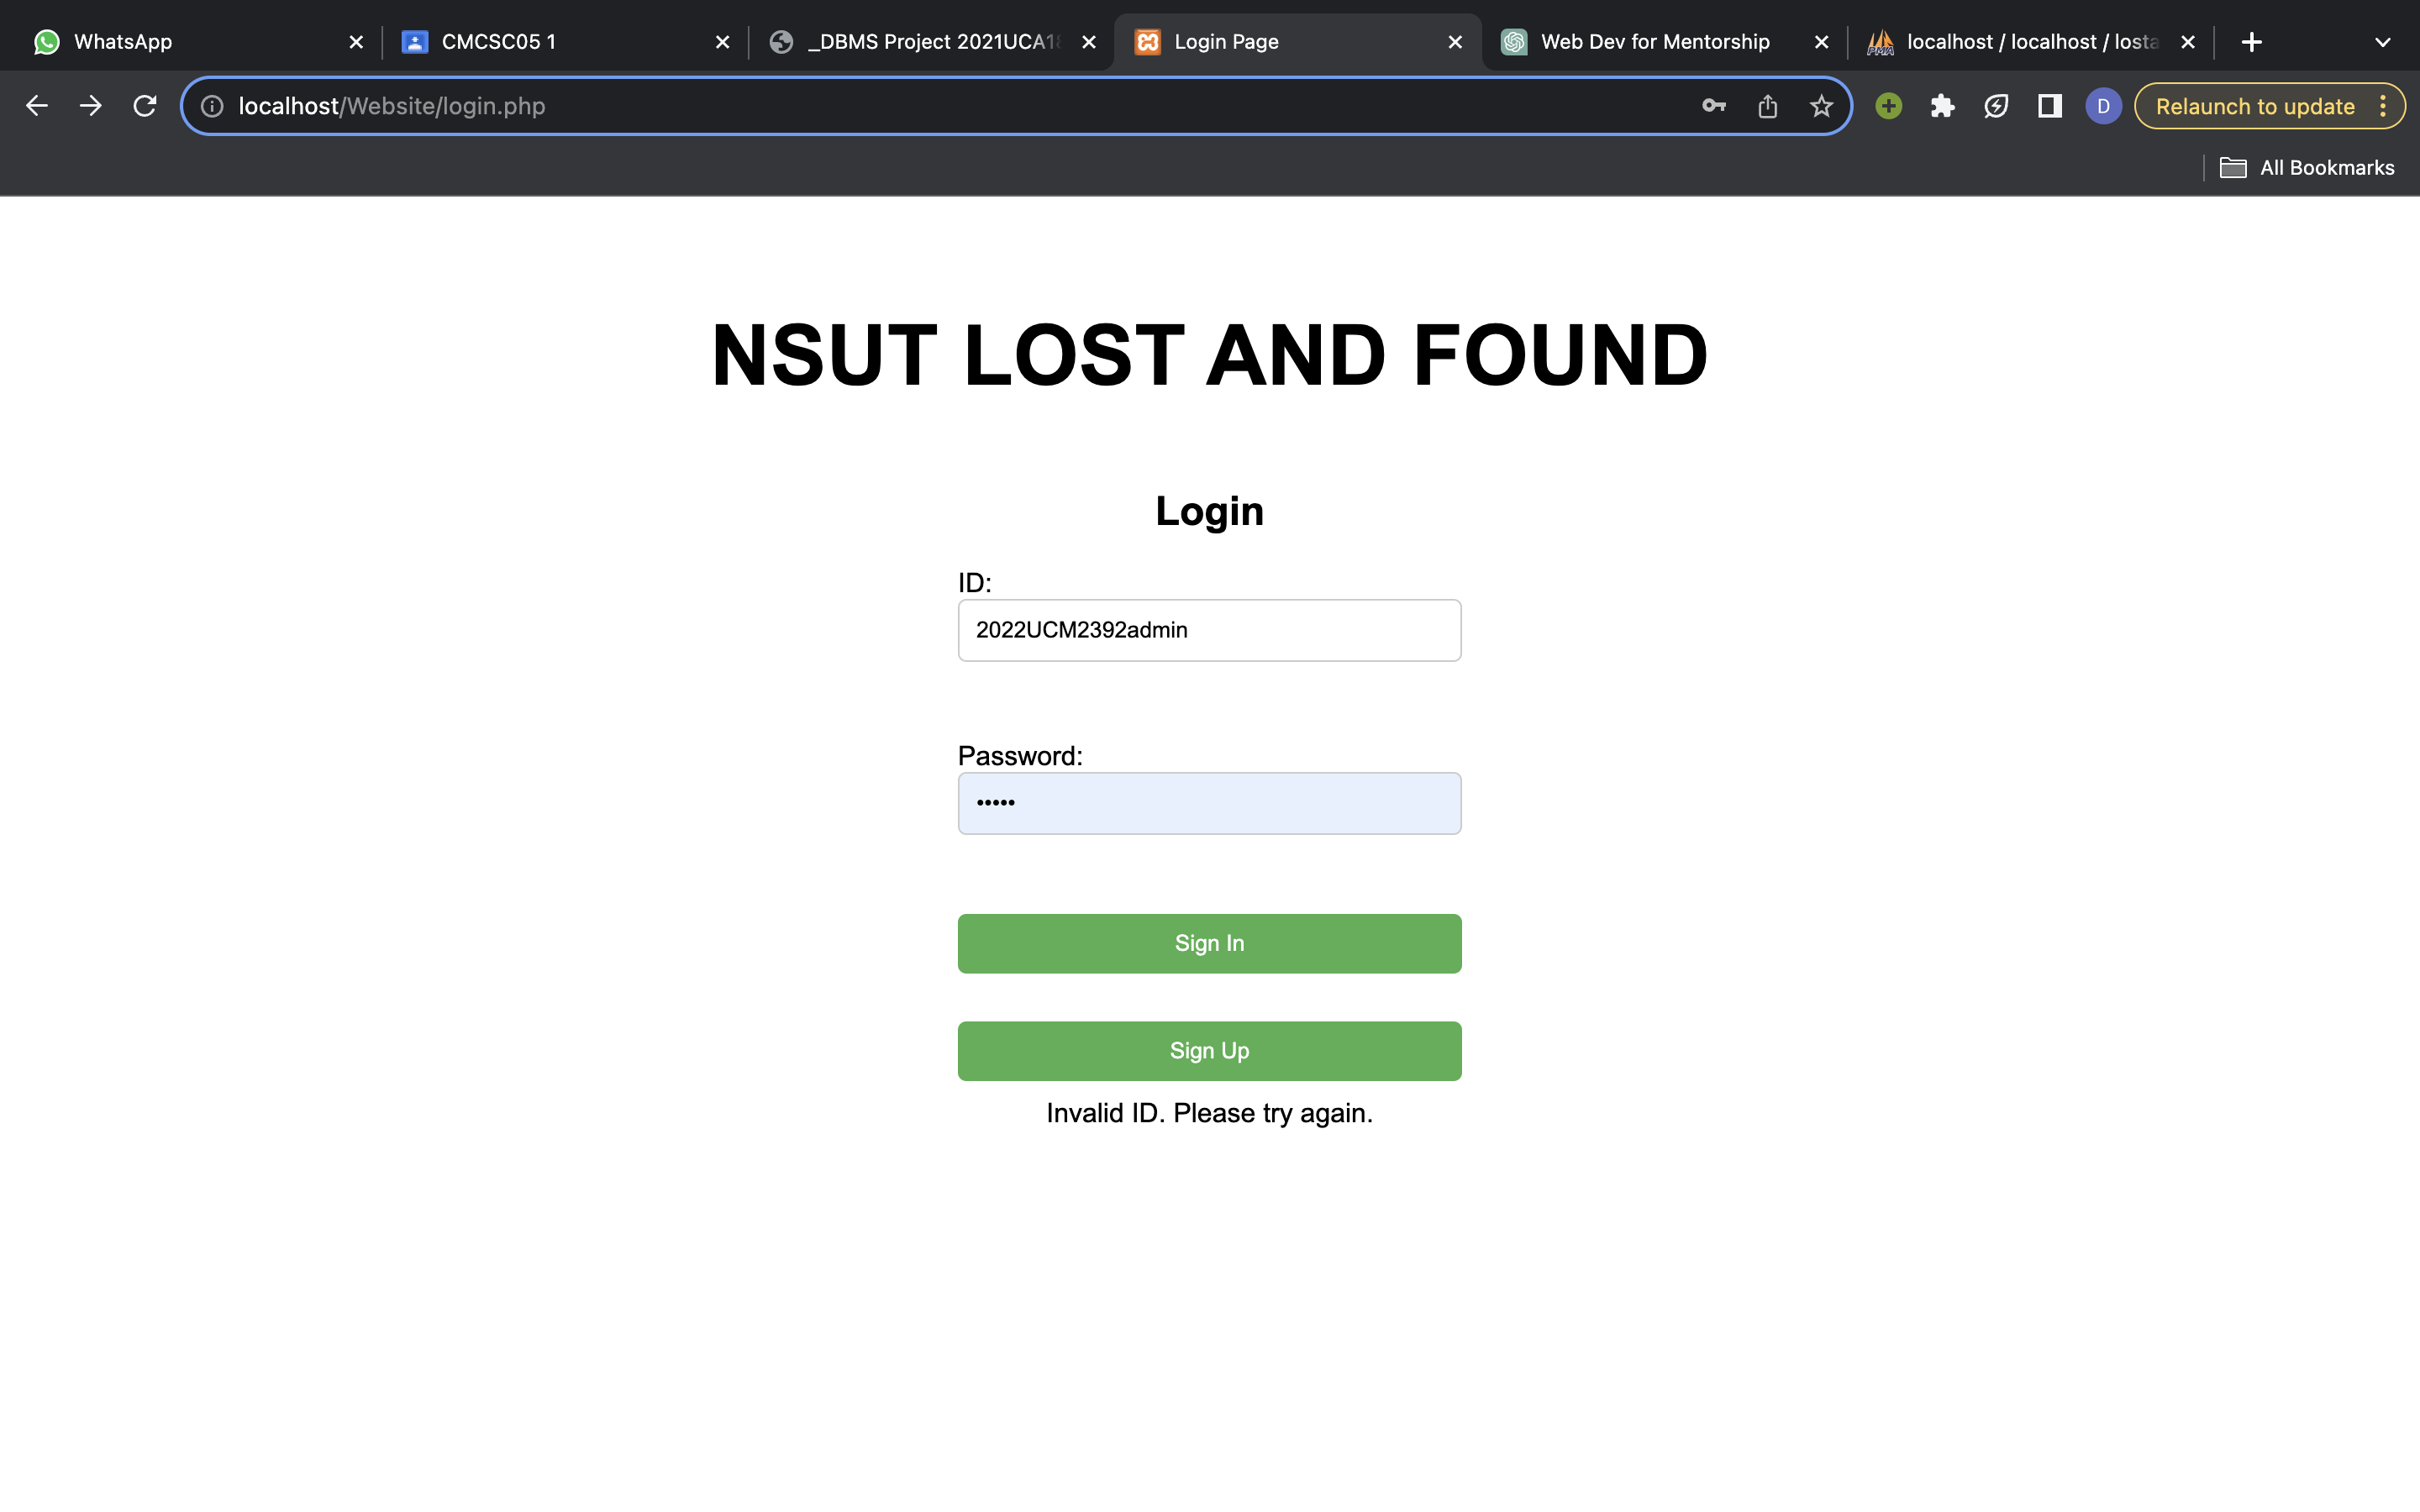 WhatsApp
CMCSC05 1
_DBMS Project 2021UCA18
Login Page
Web Dev for Mentorship
localhost / localhost / losta
localhost/Website/login.php
D
Relaunch to update
All Bookmarks
NSUT LOST AND FOUND
Login
ID:
2022UCM2392admin
Password:
•••••
Sign In
Sign Up
Invalid ID. Please try again.